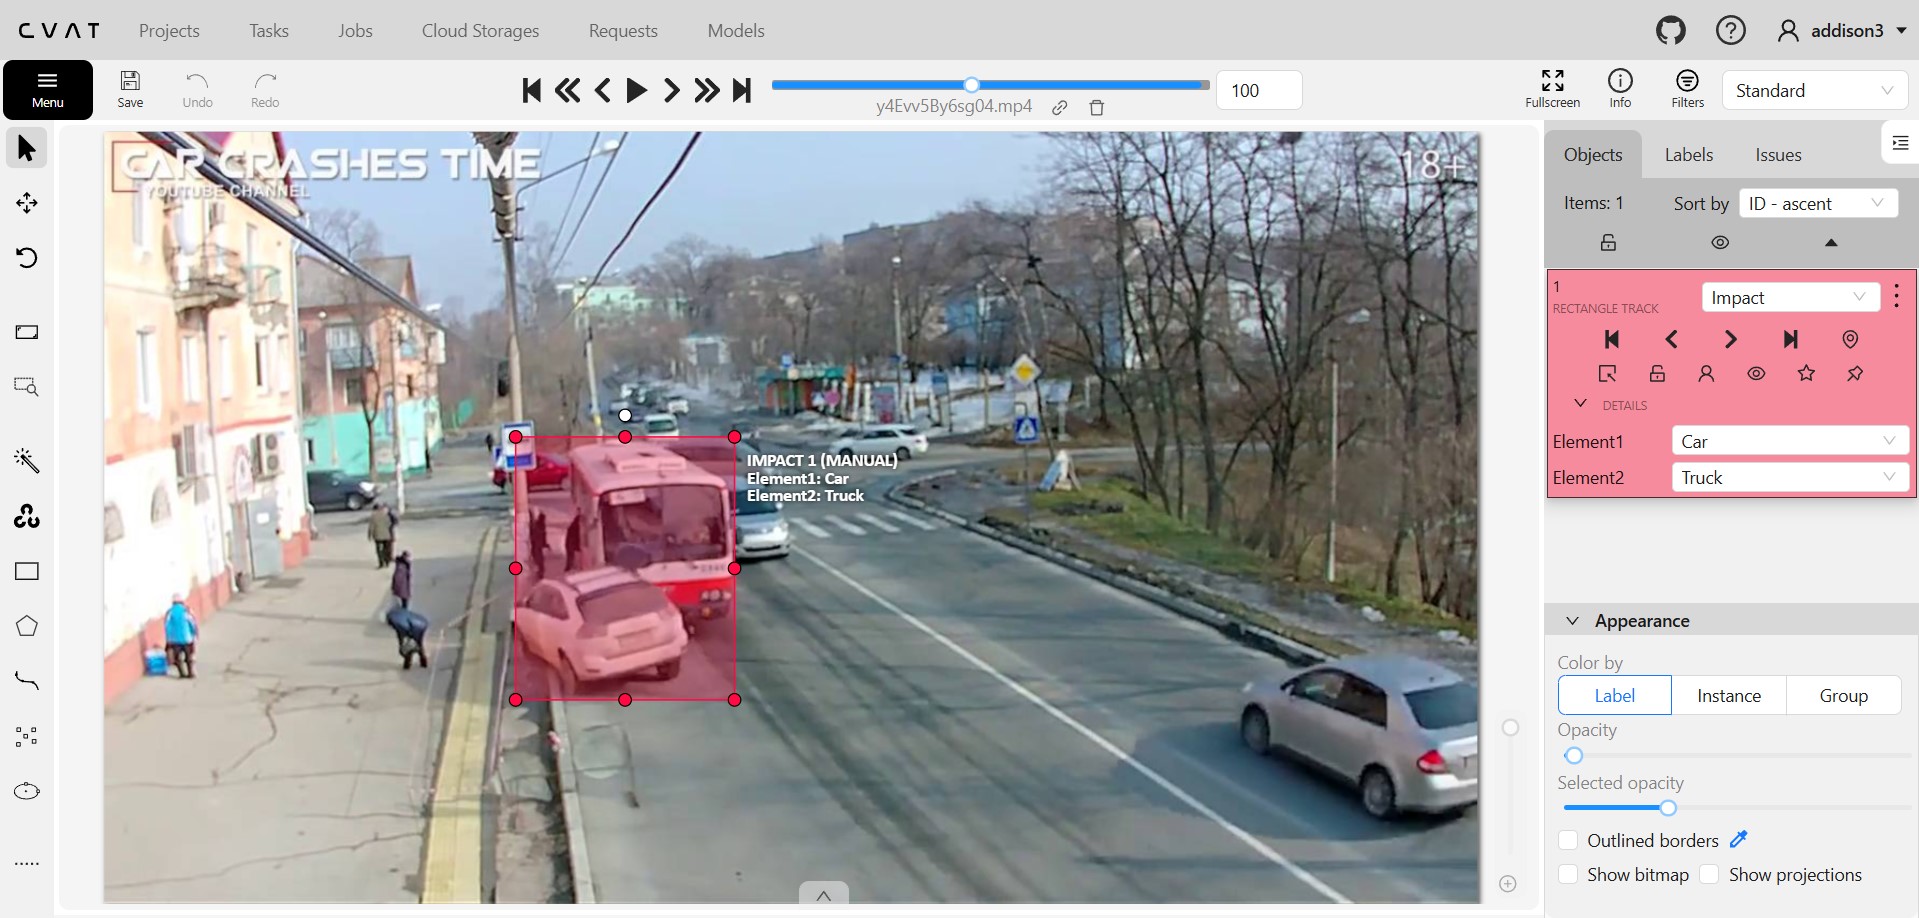 CVAT
Projects
Tasks
Jobs
Cloud Storages
Requests
Models
addison3
Menu
Save
Undo
Redo
y4Evv5By6sg04.mp4
100
Fullscreen
Info
Filters
Standard
CAR CRASHES TIME
YOUTUBE CHANNEL
18+
IMPACT 1 (MANUAL)
Element1: Car
Element2: Truck
Objects
Labels
Issues
Items: 1
Sort by
ID - ascent
1
RECTANGLE TRACK
Impact
DETAILS
Element1
Car
Element2
Truck
Appearance
Color by
Label
Instance
Group
Opacity
Selected opacity
Outlined borders
Show bitmap
Show projections